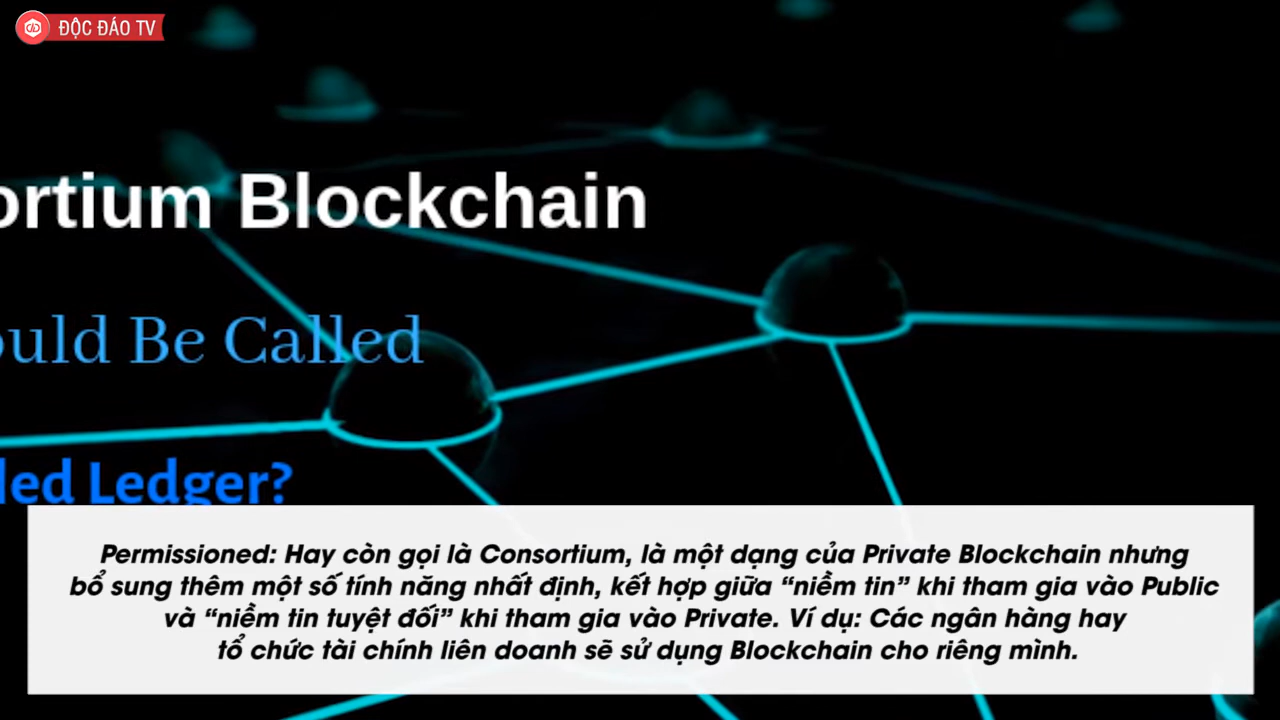 ĐỘC ĐÁO TV
ortium Blockchain
ould Be Called
led Ledger?
Permissioned: Hay còn gọi là Consortium, là một dạng của Private Blockchain nhưng
bổ sung thêm một số tính năng nhất định, kết hợp giữa “niềm tin” khi tham gia vào Public
và “niềm tin tuyệt đối” khi tham gia vào Private. Ví dụ: Các ngân hàng hay
tổ chức tài chính liên doanh sẽ sử dụng Blockchain cho riêng mình.